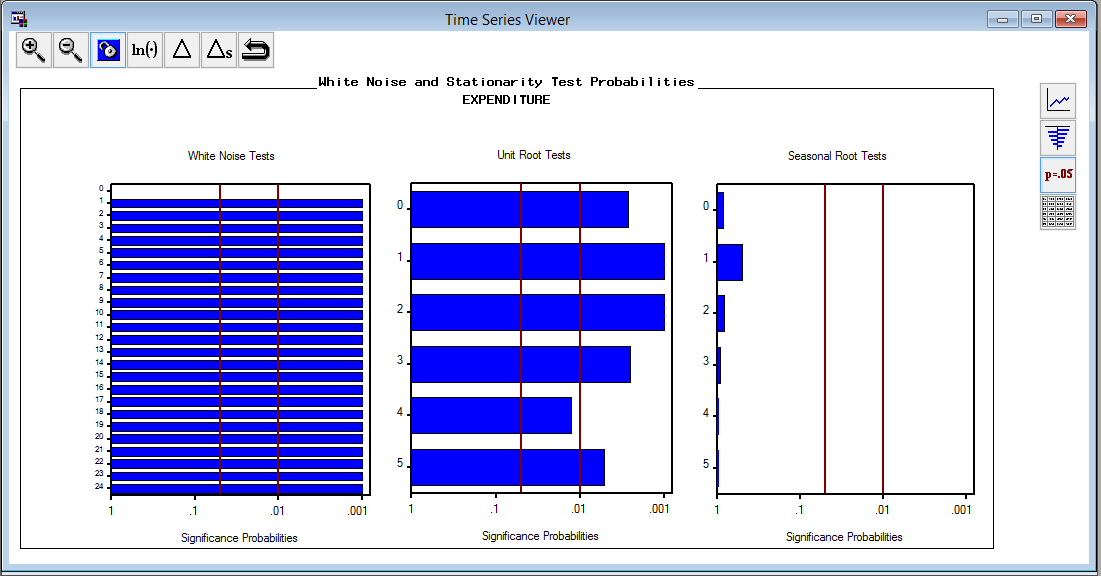 Time Series Viewer
ln(·) Δ Δs
White Noise and Stationarity Test Probabilities
EXPENDITURE
White Noise Tests
0
1
2
3
4
5
6
7
8
9
10
11
12
13
14
15
16
17
18
19
20
21
22
23
24
1 .1 .01 .001
Significance Probabilities
Unit Root Tests
0
1
2
3
4
5
1 .1 .01 .001
Significance Probabilities
Seasonal Root Tests
0
1
2
3
4
5
1 .1 .01 .001
Significance Probabilities
p=.05